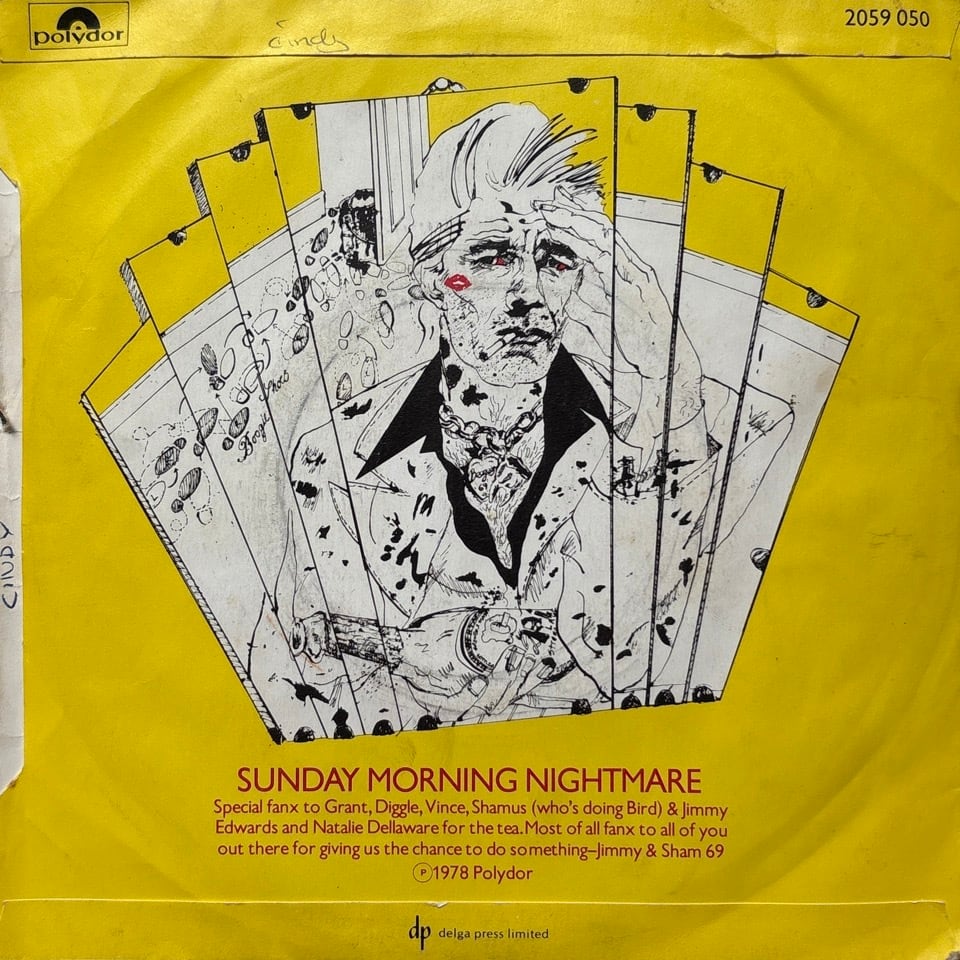 polydor
cindy
2059 050
Boogie Shoes
CINDY
SUNDAY MORNING NIGHTMARE
Special fanx to Grant, Diggle, Vince, Shamus (who's doing Bird) & Jimmy
Edwards and Natalie Dellaware for the tea. Most of all fanx to all of you
out there for giving us the chance to do something–Jimmy & Sham 69
℗1978 Polydor
dp delga press limited